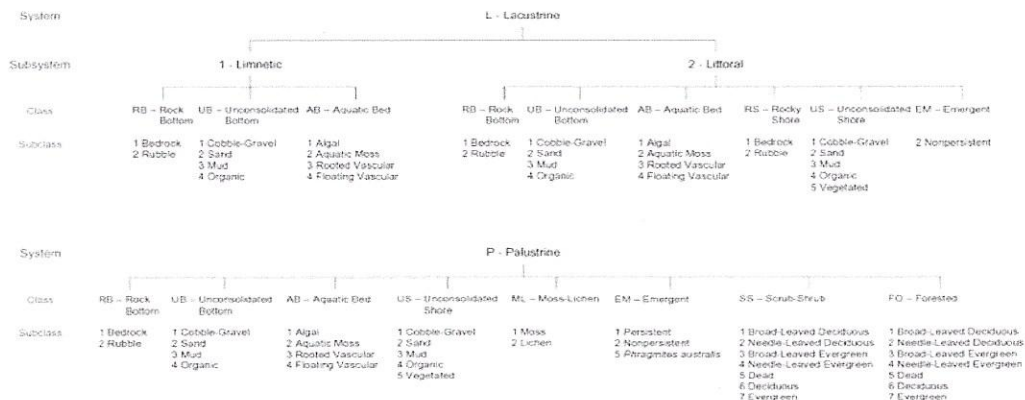 System
L - Lacustrine
Subsystem
1 - Limnetic
2 - Littoral
Class
RB – Rock Bottom
UB – Unconsolidated Bottom
AB – Aquatic Bed
RB – Rock Bottom
UB – Unconsolidated Bottom
AB – Aquatic Bed
RS – Rocky Shore
US – Unconsolidated Shore
EM – Emergent
Subclass
1 Bedrock
2 Rubble
1 Cobble-Gravel
2 Sand
3 Mud
4 Organic
1 Algal
2 Aquatic Moss
3 Rooted Vascular
4 Floating Vascular
1 Bedrock
2 Rubble
1 Cobble-Gravel
2 Sand
3 Mud
4 Organic
1 Algal
2 Aquatic Moss
3 Rooted Vascular
4 Floating Vascular
1 Bedrock
2 Rubble
1 Cobble-Gravel
2 Sand
3 Mud
4 Organic
5 Vegetated
2 Nonpersistent
System
P - Palustrine
Class
RB – Rock Bottom
UB – Unconsolidated Bottom
AB – Aquatic Bed
US – Unconsolidated Shore
ML – Moss-Lichen
EM – Emergent
SS – Scrub-Shrub
FO – Forested
Subclass
1 Bedrock
2 Rubble
1 Cobble-Gravel
2 Sand
3 Mud
4 Organic
1 Algal
2 Aquatic Moss
3 Rooted Vascular
4 Floating Vascular
1 Cobble-Gravel
2 Sand
3 Mud
4 Organic
5 Vegetated
1 Moss
2 Lichen
1 Persistent
2 Nonpersistent
5 Phragmites australis
1 Broad-Leaved Deciduous
2 Needle-Leaved Deciduous
3 Broad-Leaved Evergreen
4 Needle-Leaved Evergreen
5 Dead
6 Deciduous
7 Evergreen
1 Broad-Leaved Deciduous
2 Needle-Leaved Deciduous
3 Broad-Leaved Evergreen
4 Needle-Leaved Evergreen
5 Dead
6 Deciduous
7 Evergreen